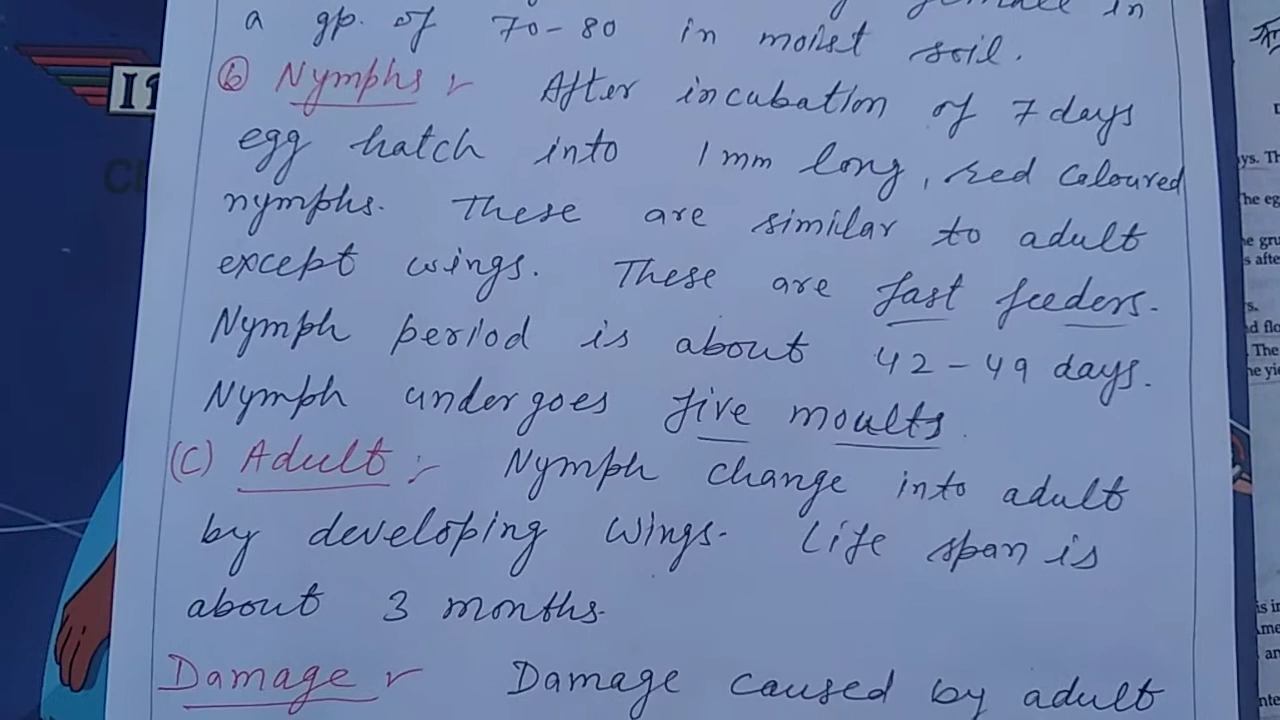 in
a gp. of 70-80 in moist soil.
(b) Nymphs :- After incubation of 7 days
egg hatch into 1 mm long, red coloured
nymphs. These are similar to adult
except wings. These are fast feeders.
Nymph period is about 42-49 days.
Nymph undergoes five moults.
(C) Adult :- Nymph change into adult
by developing wings. Life span is
about 3 months.
Damage :- Damage caused by adult